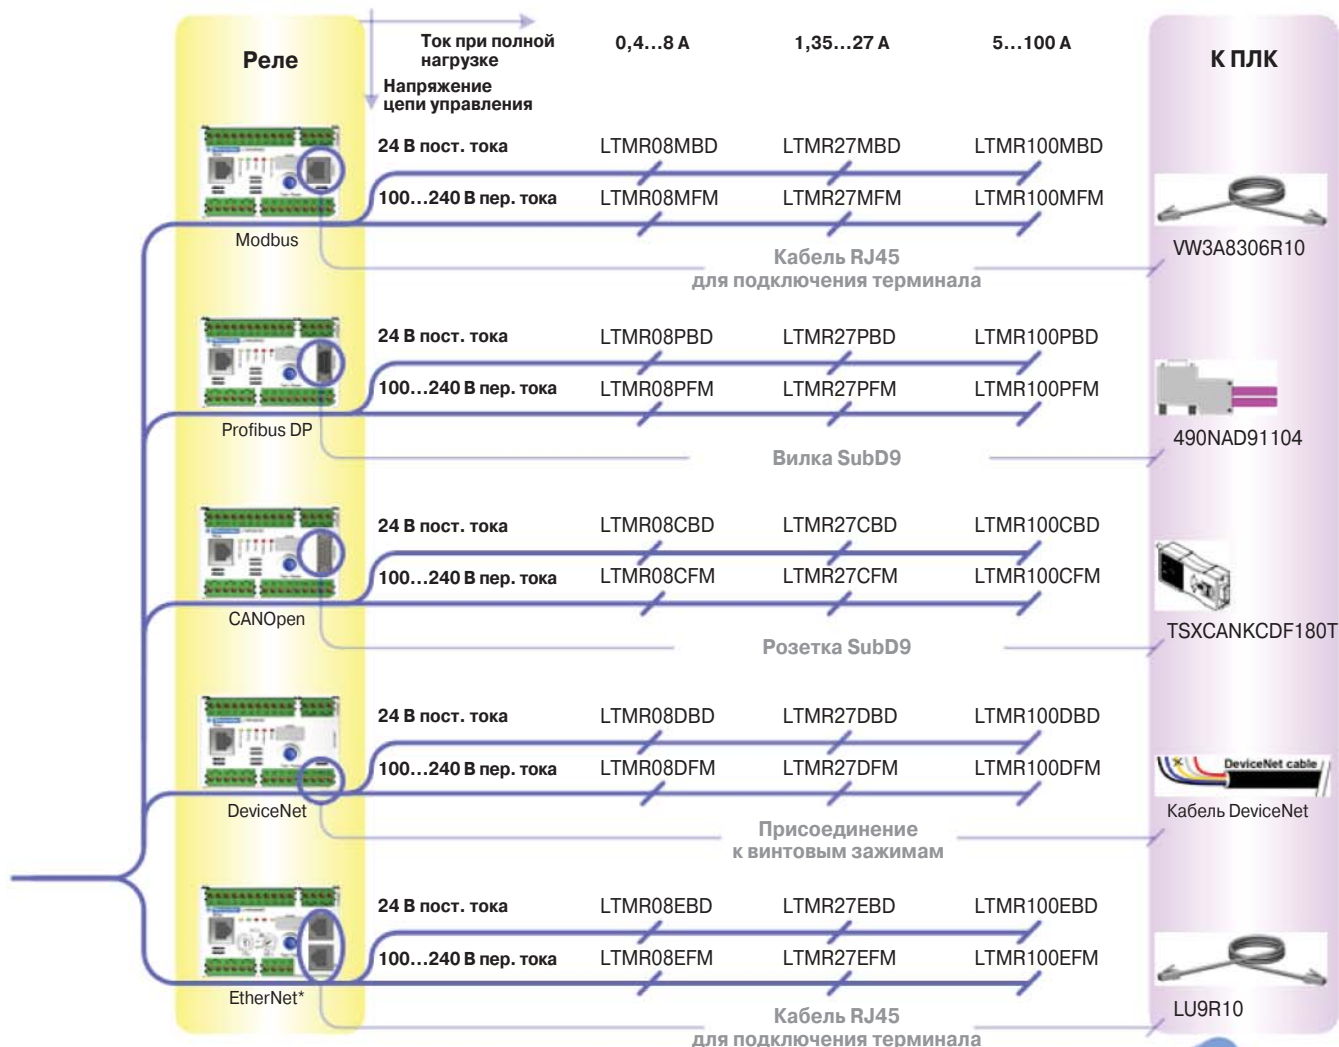 Реле
Ток при полной
нагрузке
0,4...8 А
1,35...27 А
5...100 А
К ПЛК
Напряжение
цепи управления
24 В пост. тока
LTMR08MBD
LTMR27MBD
LTMR100MBD
100...240 В пер. тока
LTMR08MFM
LTMR27MFM
LTMR100MFM
Modbus
Кабель RJ45
для подключения терминала
VW3A8306R10
24 В пост. тока
LTMR08PBD
LTMR27PBD
LTMR100PBD
100...240 В пер. тока
LTMR08PFM
LTMR27PFM
LTMR100PFM
Profibus DP
Вилка SubD9
490NAD91104
24 В пост. тока
LTMR08CBD
LTMR27CBD
LTMR100CBD
100...240 В пер. тока
LTMR08CFM
LTMR27CFM
LTMR100CFM
CANOpen
Розетка SubD9
TSXCANKCDF180T
24 В пост. тока
LTMR08DBD
LTMR27DBD
LTMR100DBD
100...240 В пер. тока
LTMR08DFM
LTMR27DFM
LTMR100DFM
DeviceNet cable
DeviceNet
Присоединение
к винтовым зажимам
Кабель DeviceNet
24 В пост. тока
LTMR08EBD
LTMR27EBD
LTMR100EBD
100...240 В пер. тока
LTMR08EFM
LTMR27EFM
LTMR100EFM
EtherNet*
Кабель RJ45
для подключения терминала
LU9R10